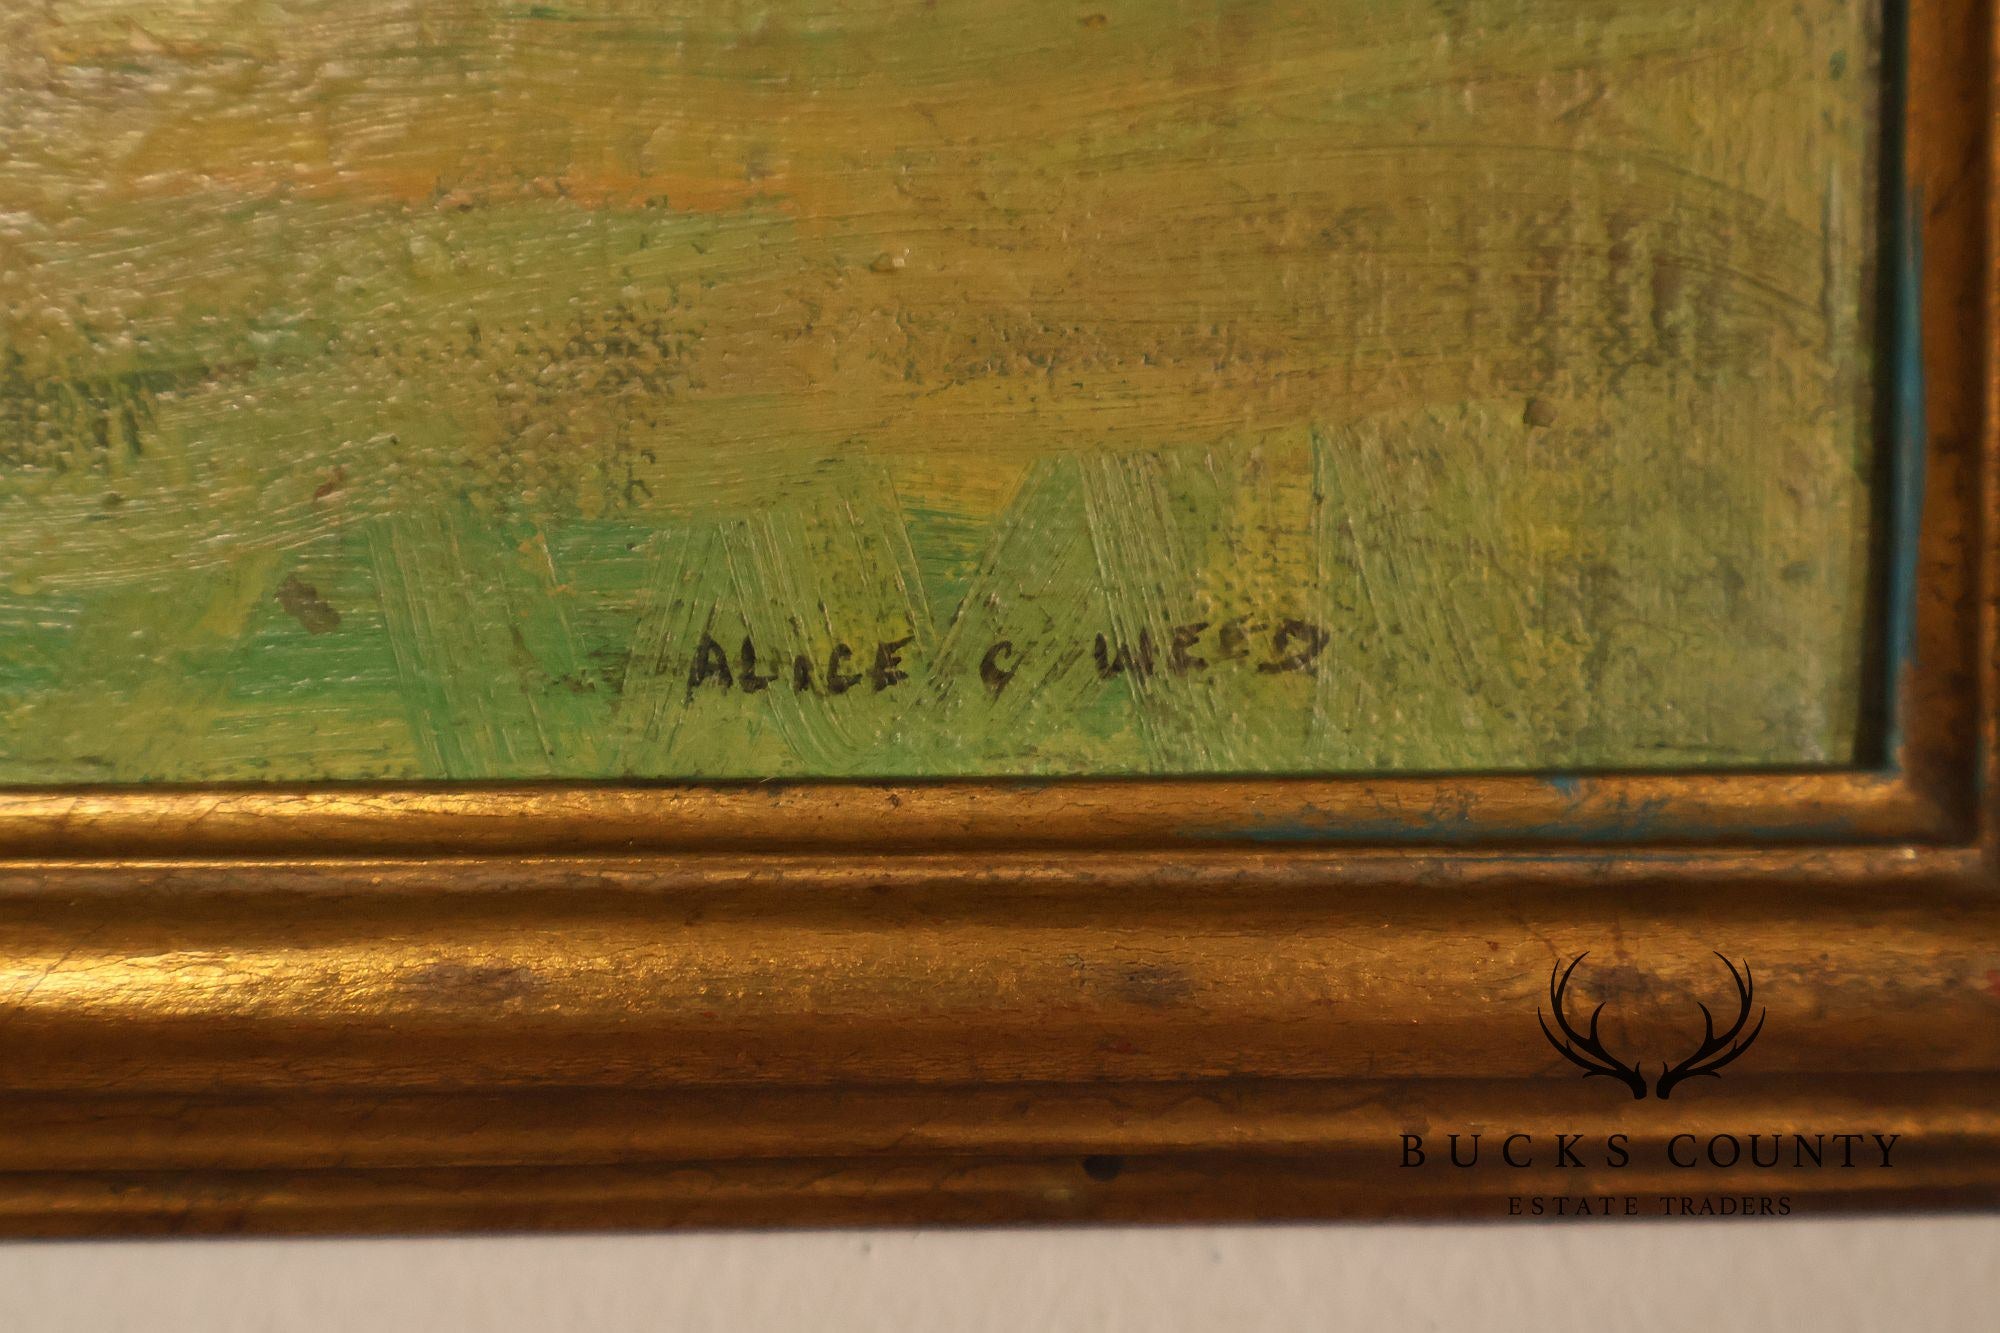 ALiCE C WEED
BUCKS COUNTY
ESTATE TRADERS